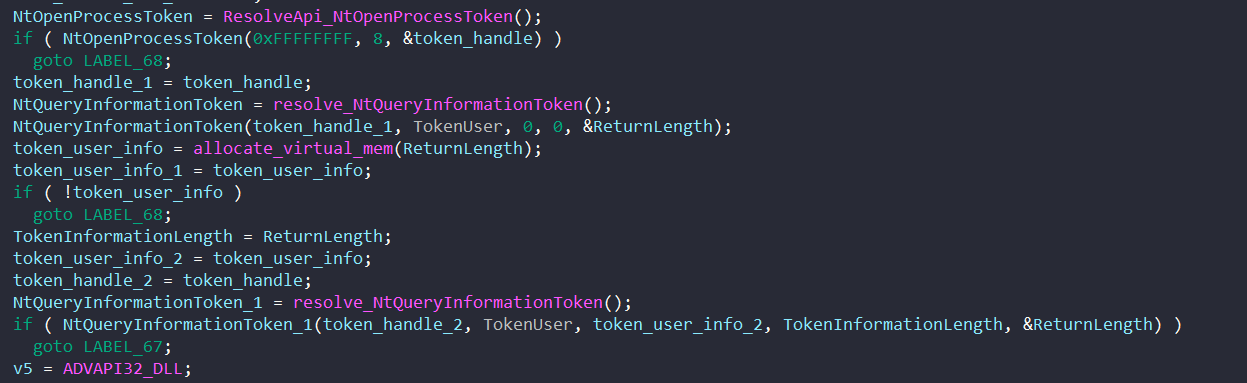 NtOpenProcessToken = ResolveApi_NtOpenProcessToken();
if ( NtOpenProcessToken(0xFFFFFFFF, 8, &token_handle) )
goto LABEL_68;
token_handle_1 = token_handle;
NtQueryInformationToken = resolve_NtQueryInformationToken();
NtQueryInformationToken(token_handle_1, TokenUser, 0, 0, &ReturnLength);
token_user_info = allocate_virtual_mem(ReturnLength);
token_user_info_1 = token_user_info;
if ( !token_user_info )
goto LABEL_68;
TokenInformationLength = ReturnLength;
token_user_info_2 = token_user_info;
token_handle_2 = token_handle;
NtQueryInformationToken_1 = resolve_NtQueryInformationToken();
if ( NtQueryInformationToken_1(token_handle_2, TokenUser, token_user_info_2, TokenInformationLength, &ReturnLength) )
goto LABEL_67;
v5 = ADVAPI32_DLL;